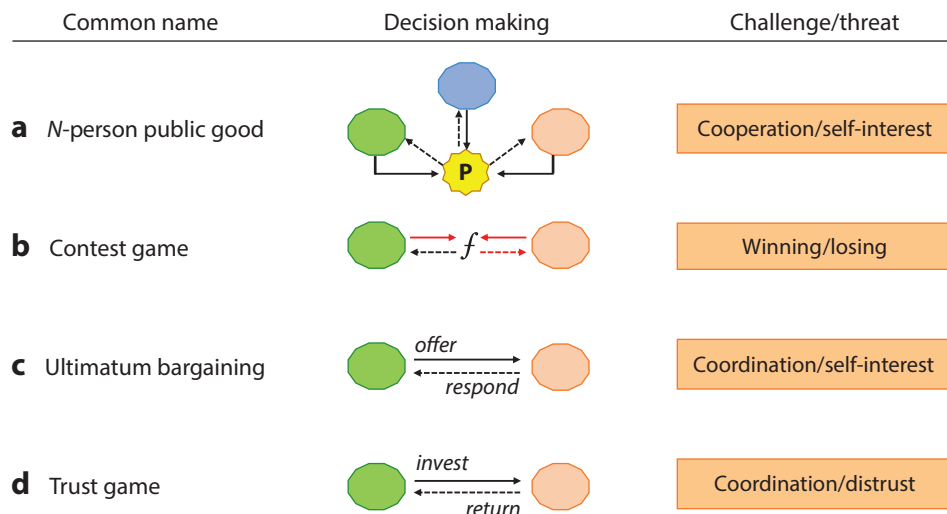 Common name Decision making Challenge/threat
a N-person public good P Cooperation/self-interest
b Contest game f Winning/losing
c Ultimatum bargaining offer respond Coordination/self-interest
d Trust game invest return Coordination/distrust